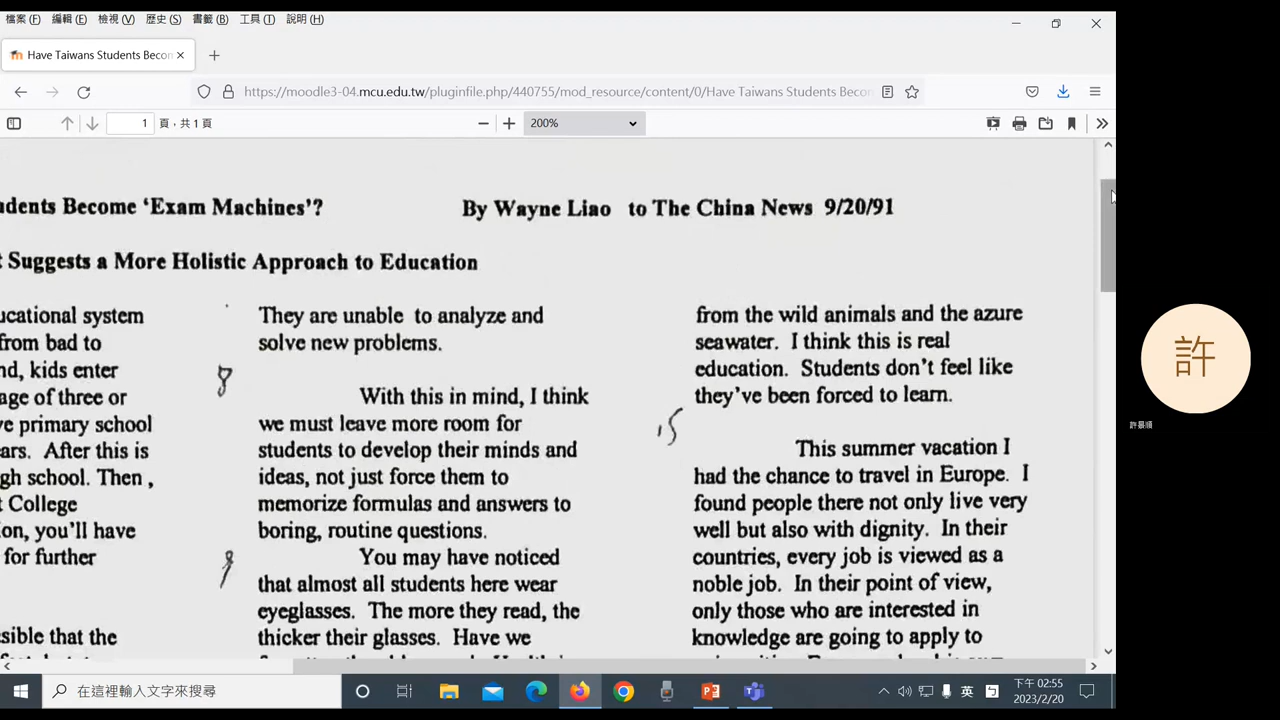 檔案(F) 編輯(E) 檢視(V) 歷史(S) 書籤(B) 工具(T) 說明(H)
Have Taiwans Students Becon
https://moodle3-04.mcu.edu.tw/pluginfile.php/440755/mod_resource/content/0/Have Taiwans Students Becon
1 頁,共 1 頁
200%
udents Become 'Exam Machines'? By Wayne Liao to The China News 9/20/91
t Suggests a More Holistic Approach to Education
ucational system
from bad to
nd, kids enter
age of three or
ve primary school
ears. After this is
gh school. Then ,
t College
ion, you'll have
for further
sible that the
They are unable to analyze and
solve new problems.
8
With this in mind, I think
we must leave more room for
students to develop their minds and
ideas, not just force them to
memorize formulas and answers to
boring, routine questions.
9
You may have noticed
that almost all students here wear
eyeglasses. The more they read, the
thicker their glasses. Have we
from the wild animals and the azure
seawater. I think this is real
education. Students don't feel like
they've been forced to learn.
15
This summer vacation I
had the chance to travel in Europe. I
found people there not only live very
well but also with dignity. In their
countries, every job is viewed as a
noble job. In their point of view,
only those who are interested in
knowledge are going to apply to
許
許景順
在這裡輸入文字來搜尋
英
下午 02:55
2023/2/20